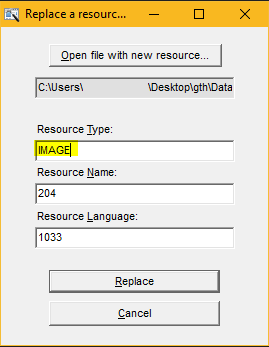 Replace a resourc...
Open file with new resource...
C:\Users\ \Desktop\gth\Data
Resource Type:
IMAGE
Resource Name:
204
Resource Language:
1033
Replace
Cancel